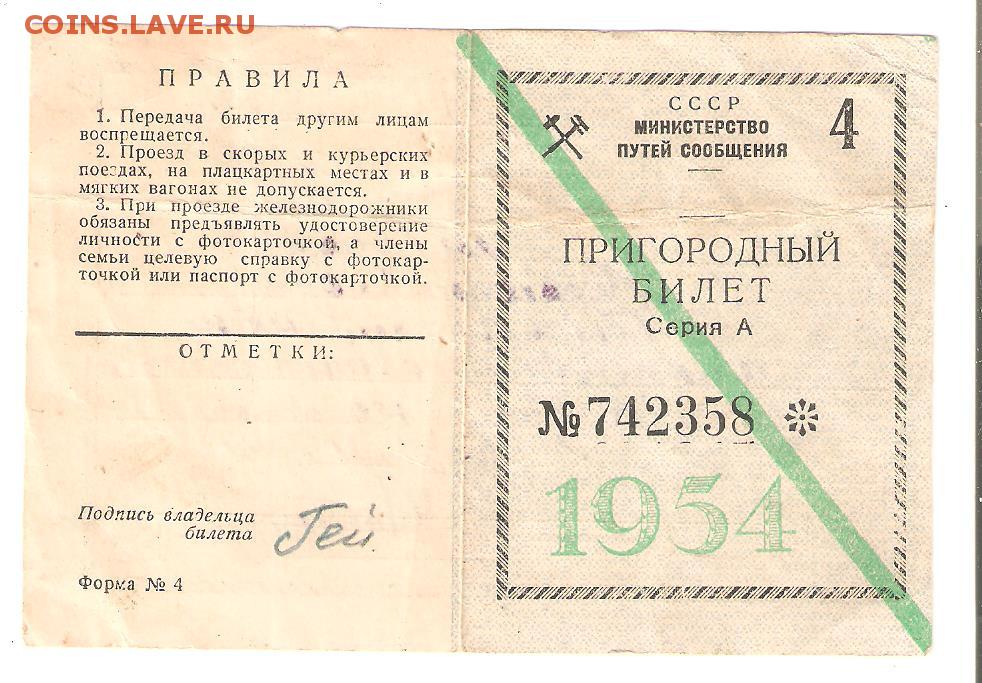 COINS.LAVE.RU
ПРАВИЛА
1. Передача билета другим лицам
воспрещается.
2. Проезд в скорых и курьерских
поездах, на плацкартных местах и в
мягких вагонах не допускается.
3. При проезде железнодорожники
обязаны предъявлять удостоверение
личности с фотокарточкой, а члены
семьи целевую справку с фотокар-
точкой или паспорт с фотокарточкой.
ОТМЕТКИ:
Подпись владельца
билета
Форма № 4
СССР
МИНИСТЕРСТВО
ПУТЕЙ СООБЩЕНИЯ
4
ПРИГОРОДНЫЙ
БИЛЕТ
Серия А
№742358
1954